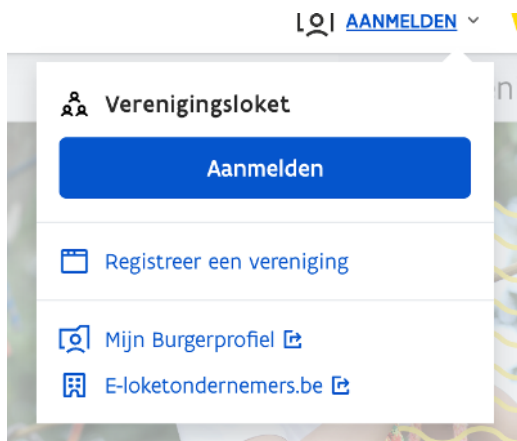 AANMELDEN
Verenigingsloket
Aanmelden
Registreer een vereniging
Mijn Burgerprofiel
E-loketondernemers.be